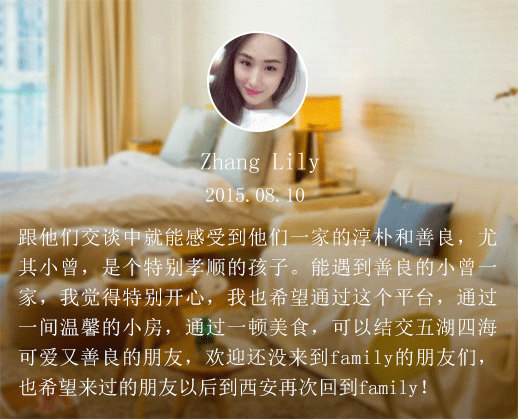 Zhang Lily
2015.08.10
跟他们交谈中就能感受到他们一家的淳朴和善良，尤
其小曾，是个特别孝顺的孩子。能遇到善良的小曾一
家，我觉得特别开心，我也希望通过这个平台，通过
一间温馨的小房，通过一顿美食，可以结交五湖四海
可爱又善良的朋友，欢迎还没来到family的朋友们，
也希望来过的朋友以后到西安再次回到family！